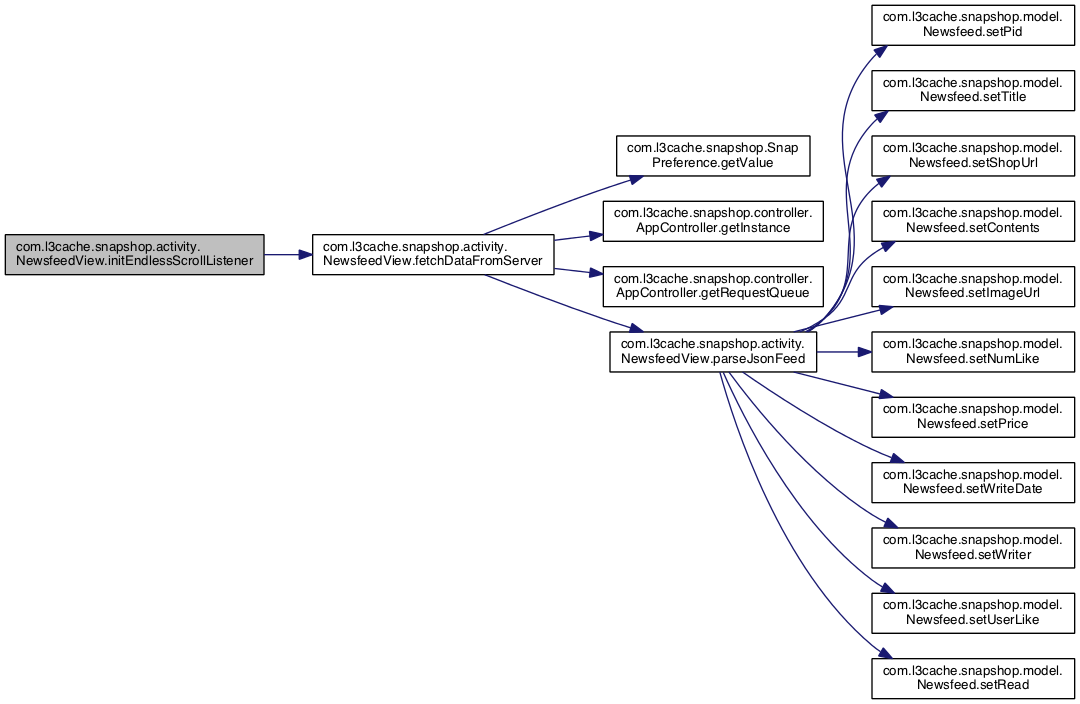 com.l3cache.snapshop.activity.
NewsfeedView.initEndlessScrollListener
com.l3cache.snapshop.activity.
NewsfeedView.fetchDataFromServer
com.l3cache.snapshop.Snap
Preference.getValue
com.l3cache.snapshop.controller.
AppController.getInstance
com.l3cache.snapshop.controller.
AppController.getRequestQueue
com.l3cache.snapshop.activity.
NewsfeedView.parseJsonFeed
com.l3cache.snapshop.model.
Newsfeed.setPid
com.l3cache.snapshop.model.
Newsfeed.setTitle
com.l3cache.snapshop.model.
Newsfeed.setShopUrl
com.l3cache.snapshop.model.
Newsfeed.setContents
com.l3cache.snapshop.model.
Newsfeed.setImageUrl
com.l3cache.snapshop.model.
Newsfeed.setNumLike
com.l3cache.snapshop.model.
Newsfeed.setPrice
com.l3cache.snapshop.model.
Newsfeed.setWriteDate
com.l3cache.snapshop.model.
Newsfeed.setWriter
com.l3cache.snapshop.model.
Newsfeed.setUserLike
com.l3cache.snapshop.model.
Newsfeed.setRead